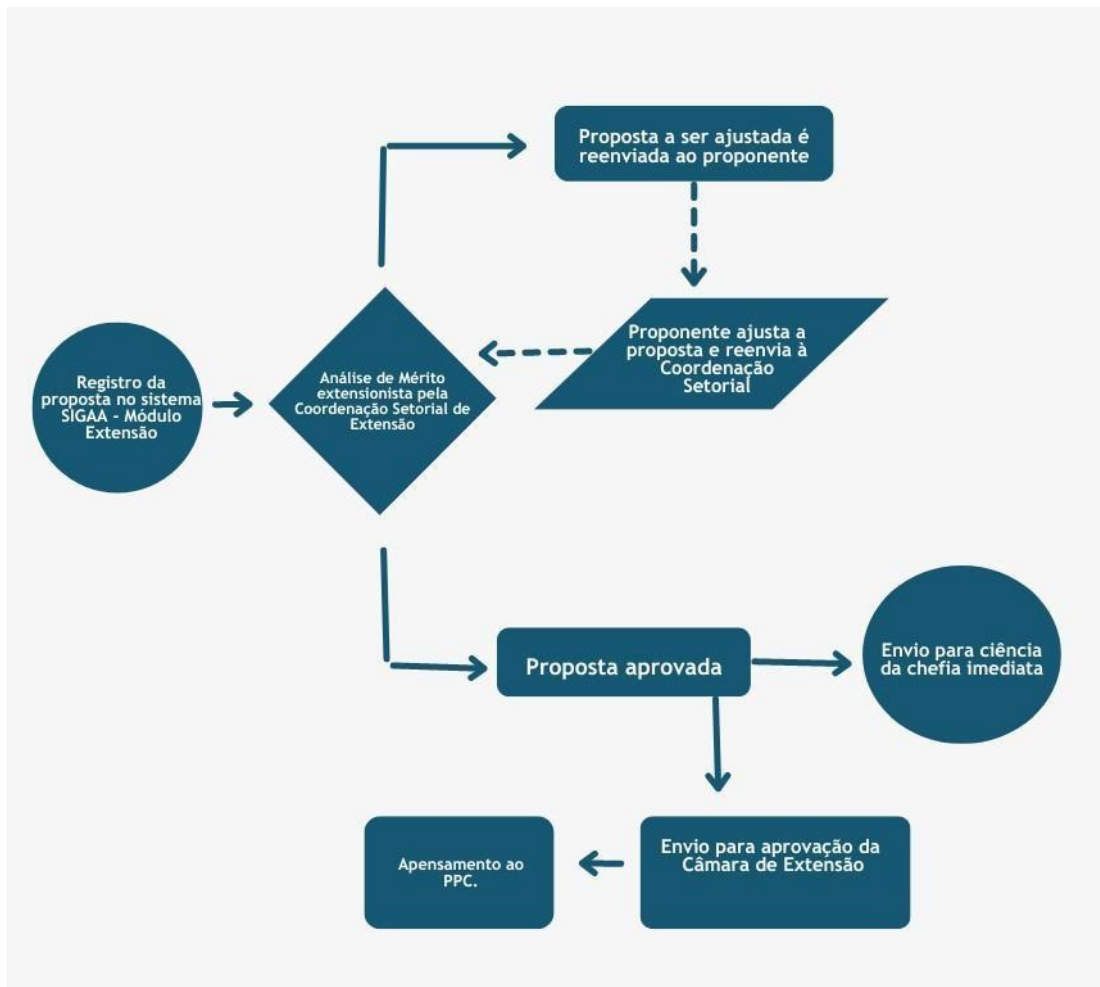 Proposta a ser ajustada é
reenviada ao proponente
Proponente ajusta a
proposta e reenvia à
Coordenação
Setorial
Registro da
proposta no sistema
SIGAA - Módulo
Extensão
Análise de Mérito
extensionista pela
Coordenação Setorial de
Extensão
Proposta aprovada
Envio para ciência
da chefia imediata
Envio para aprovação da
Câmara de Extensão
Apensamento ao
PPC.